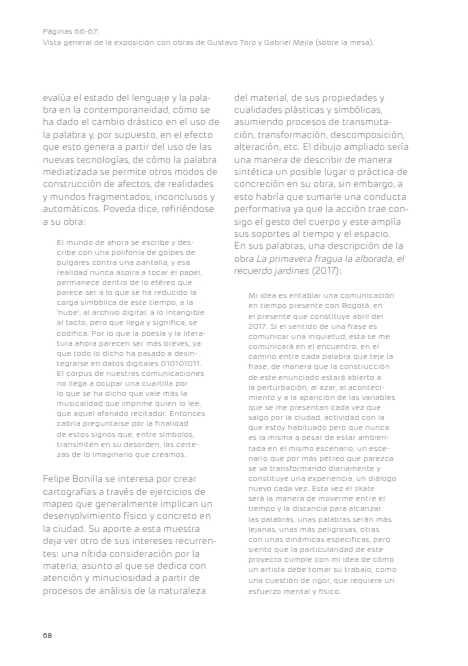 Páginas 66-67:
Vista general de la exposición con obras de Gustavo Toro y Gabriel Mejía (sobre la mesa).
evalúa el estado del lenguaje y la pala-
bra en la contemporaneidad, cómo se
ha dado el cambio drástico en el uso de
la palabra y, por supuesto, en el efecto
que esto genera a partir del uso de las
nuevas tecnologías, de cómo la palabra
mediatizada se permite otros modos de
construcción de afectos, de realidades
y mundos fragmentados, inconclusos y
automáticos. Poveda dice, refiriéndose
a su obra:
El mundo de ahora se escribe y des-
cribe con una polifonía de golpes de
pulgares contra una pantalla, y esa
realidad nunca aspira a tocar el papel,
permanece dentro de lo etéreo que
parece ser a lo que se ha reducido la
carga simbólica de este tiempo, a la
'nube', al archivo digital, a lo intangible
al tacto, pero que llega y significa, se
codifica. Por lo que la poesía y la litera-
tura ahora parecen ser más breves, ya
que todo lo dicho ha pasado a desin-
tegrarse en datos digitales 010101011.
El corpus de nuestras comunicaciones
no llega a ocupar una cuartilla por
lo que se ha dicho que vale más la
musicalidad que imprime quien lo lee,
que aquel afanado recitador. Entonces
cabría preguntarse por la finalidad
de estos signos que, entre símbolos,
transmiten en su desorden, las certe-
zas de lo imaginario que creamos.
Felipe Bonilla se interesa por crear
cartografías a través de ejercicios de
mapeo que generalmente implican un
desenvolvimiento físico y concreto en
la ciudad. Su aporte a esta muestra
deja ver otro de sus intereses recurren-
tes: una nítida consideración por la
materia, asunto al que se dedica con
atención y minuciosidad a partir de
procesos de análisis de la naturaleza
del material, de sus propiedades y
cualidades plásticas y simbólicas,
asumiendo procesos de transmuta-
ción, transformación, descomposición,
alteración, etc. El dibujo ampliado sería
una manera de describir de manera
sintética un posible lugar o práctica de
concreción en su obra, sin embargo, a
esto habría que sumarle una conducta
performativa ya que la acción trae con-
sigo el gesto del cuerpo y este amplía
sus soportes al tiempo y el espacio.
En sus palabras, una descripción de la
obra La primavera fragua la alborada, el
recuerdo jardines (2017):
Mi idea es entablar una comunicación
en tiempo presente con Bogotá, en
el presente que constituye abril del
2017. Si el sentido de una frase es
comunicar una inquietud, esta se me
comunicará en el encuentro, en el
camino entre cada palabra que teje la
frase, de manera que la construcción
de este enunciado estará abierto a
la perturbación, al azar, al aconteci-
miento y a la aparición de las variables
que se me presentan cada vez que
salgo por la ciudad, actividad con la
que estoy habituado pero que nunca
es la misma a pesar de estar ambien-
tada en el mismo escenario, un esce-
nario que por más pétreo que parezca
se va transformando diariamente y
constituye una experiencia, un diálogo
nuevo cada vez. Esta vez el skate
será la manera de moverme entre el
tiempo y la distancia para alcanzar
las palabras, unas palabras serán más
lejanas, unas más peligrosas, otras
con unas dinámicas específicas, pero
siento que la particularidad de este
proyecto cumple con mi idea de cómo
un artista debe tomar su trabajo, como
una cuestión de rigor, que requiera un
esfuerzo mental y físico.
68